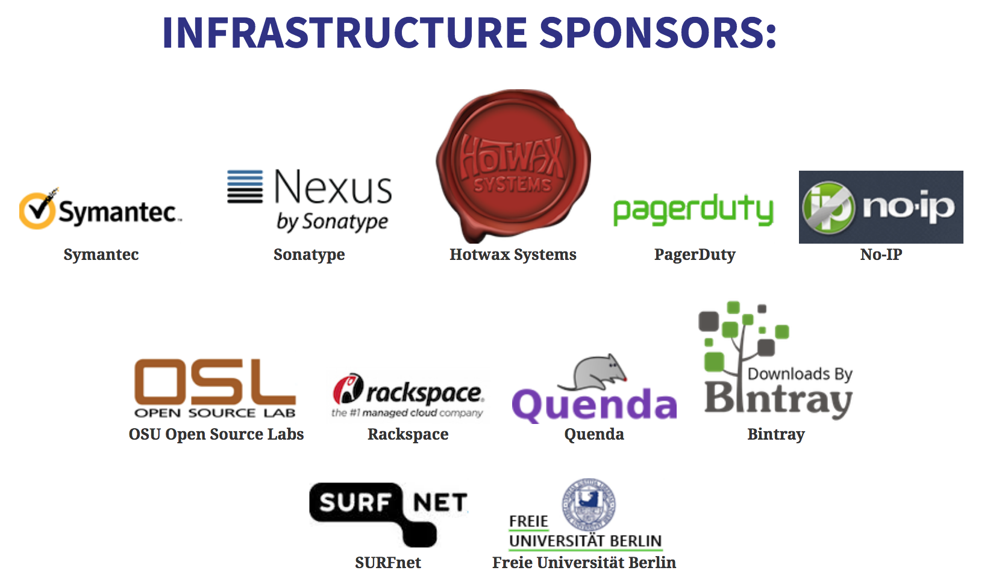 INFRASTRUCTURE SPONSORS:
Symantec™
Nexus
by Sonatype
HOTWAX
SYSTEMS
pagerduty
ip no·ip
Symantec
Sonatype
Hotwax Systems
PagerDuty
No-IP
OSL
OPEN SOURCE LAB
rackspace®
the #1 managed cloud company
Quenda
Downloads By
Bintray
OSU Open Source Labs
Rackspace
Quenda
Bintray
SURF NET
FREIE
UNIVERSITÄT BERLIN
SURFnet
Freie Universität Berlin